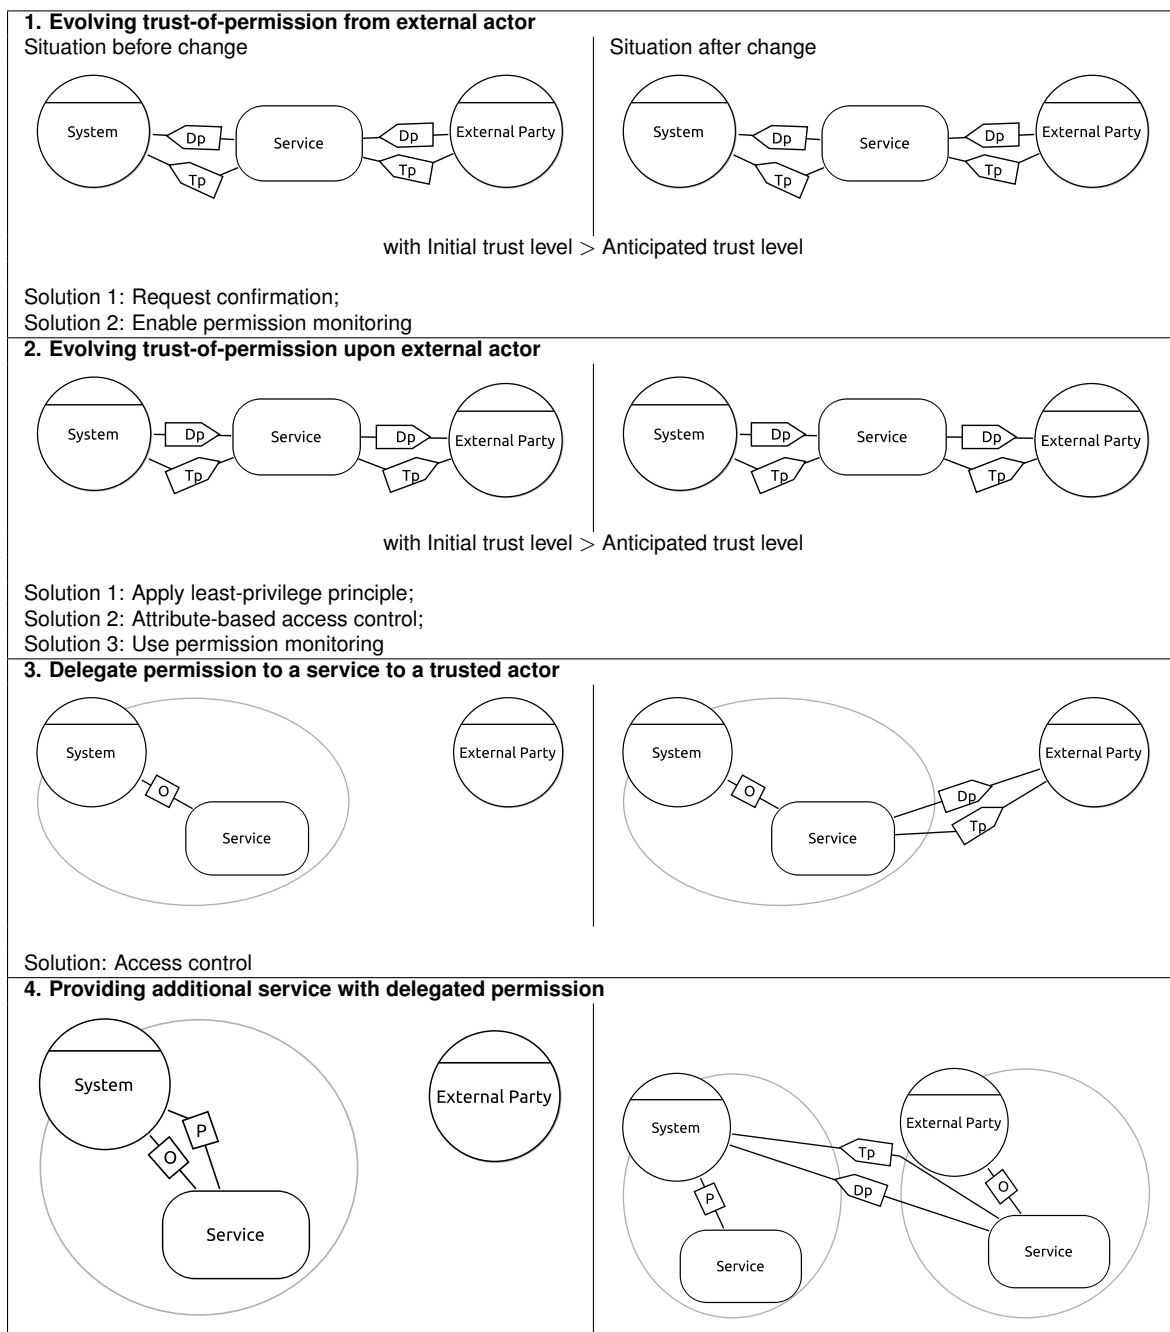 1. Evolving trust-of-permission from external actor
Situation before change
Situation after change
System
Dp
Tp
Service
Dp
Tp
External Party
System
Dp
Tp
Service
Dp
Tp
External Party
with Initial trust level > Anticipated trust level
Solution 1: Request confirmation;
Solution 2: Enable permission monitoring
2. Evolving trust-of-permission upon external actor
System
Dp
Tp
Service
Dp
Tp
External Party
System
Dp
Tp
Service
Dp
Tp
External Party
with Initial trust level > Anticipated trust level
Solution 1: Apply least-privilege principle;
Solution 2: Attribute-based access control;
Solution 3: Use permission monitoring
3. Delegate permission to a service to a trusted actor
System
O
Service
External Party
System
O
Service
Dp
Tp
External Party
Solution: Access control
4. Providing additional service with delegated permission
System
P
O
Service
External Party
System
P
Service
Tp
Dp
External Party
O
Service